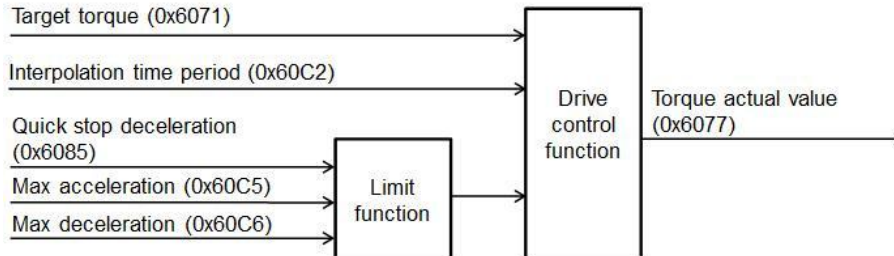 Target torque (0x6071)
Interpolation time period (0x60C2)
Quick stop deceleration
(0x6085)
Max acceleration (0x60C5)
Max deceleration (0x60C6)
Limit
function
Drive
control
function
Torque actual value
(0x6077)